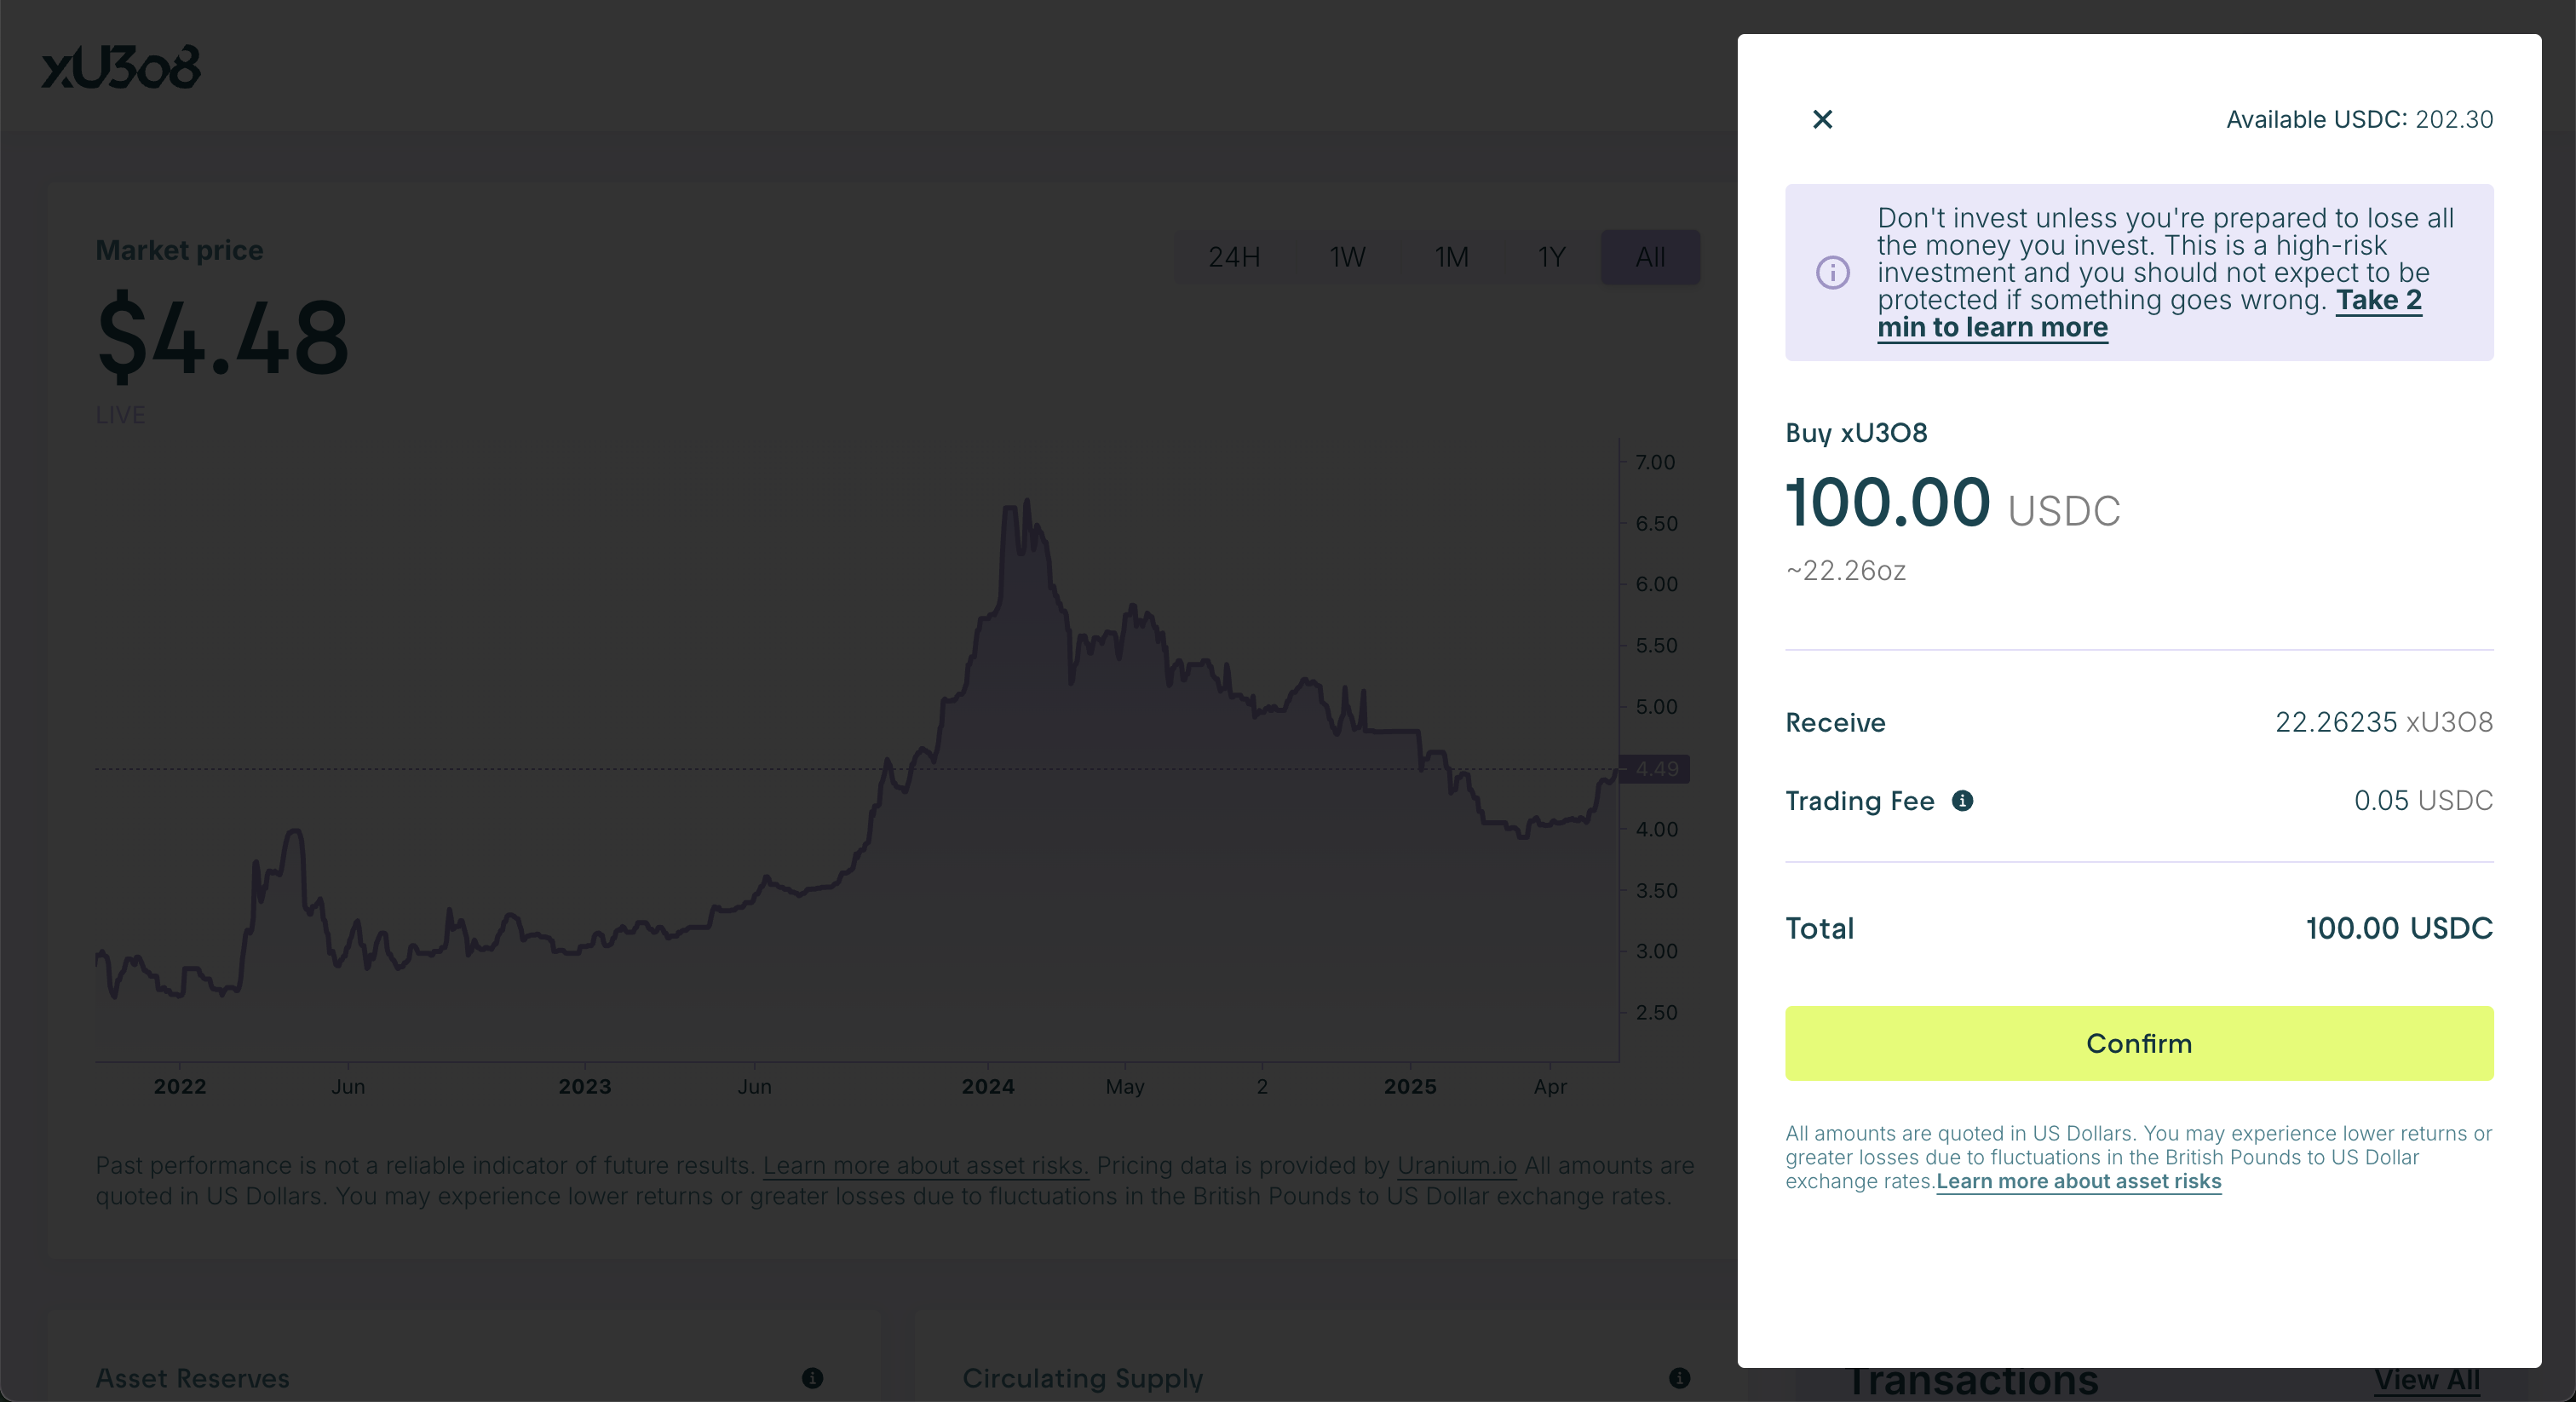 xU3o8
Market price
$4.48
LIVE
24H 1W 1M 1Y All
7.00
6.50
6.00
5.50
5.00
4.49
4.00
3.50
3.00
2.50
2022 Jun 2023 Jun 2024 May 2 2025 Apr
Past performance is not a reliable indicator of future results. Learn more about asset risks. Pricing data is provided by Uranium.io All amounts are
quoted in US Dollars. You may experience lower returns or greater losses due to fluctuations in the British Pounds to US Dollar exchange rates.
Asset Reserves
Circulating Supply
Transactions
View All
Available USDC: 202.30
Don't invest unless you're prepared to lose all
the money you invest. This is a high-risk
investment and you should not expect to be
protected if something goes wrong. Take 2
min to learn more
Buy xU3O8
100.00 USDC
~22.26oz
Receive 22.26235 xU3O8
Trading Fee 0.05 USDC
Total 100.00 USDC
Confirm
All amounts are quoted in US Dollars. You may experience lower returns or
greater losses due to fluctuations in the British Pounds to US Dollar
exchange rates.Learn more about asset risks